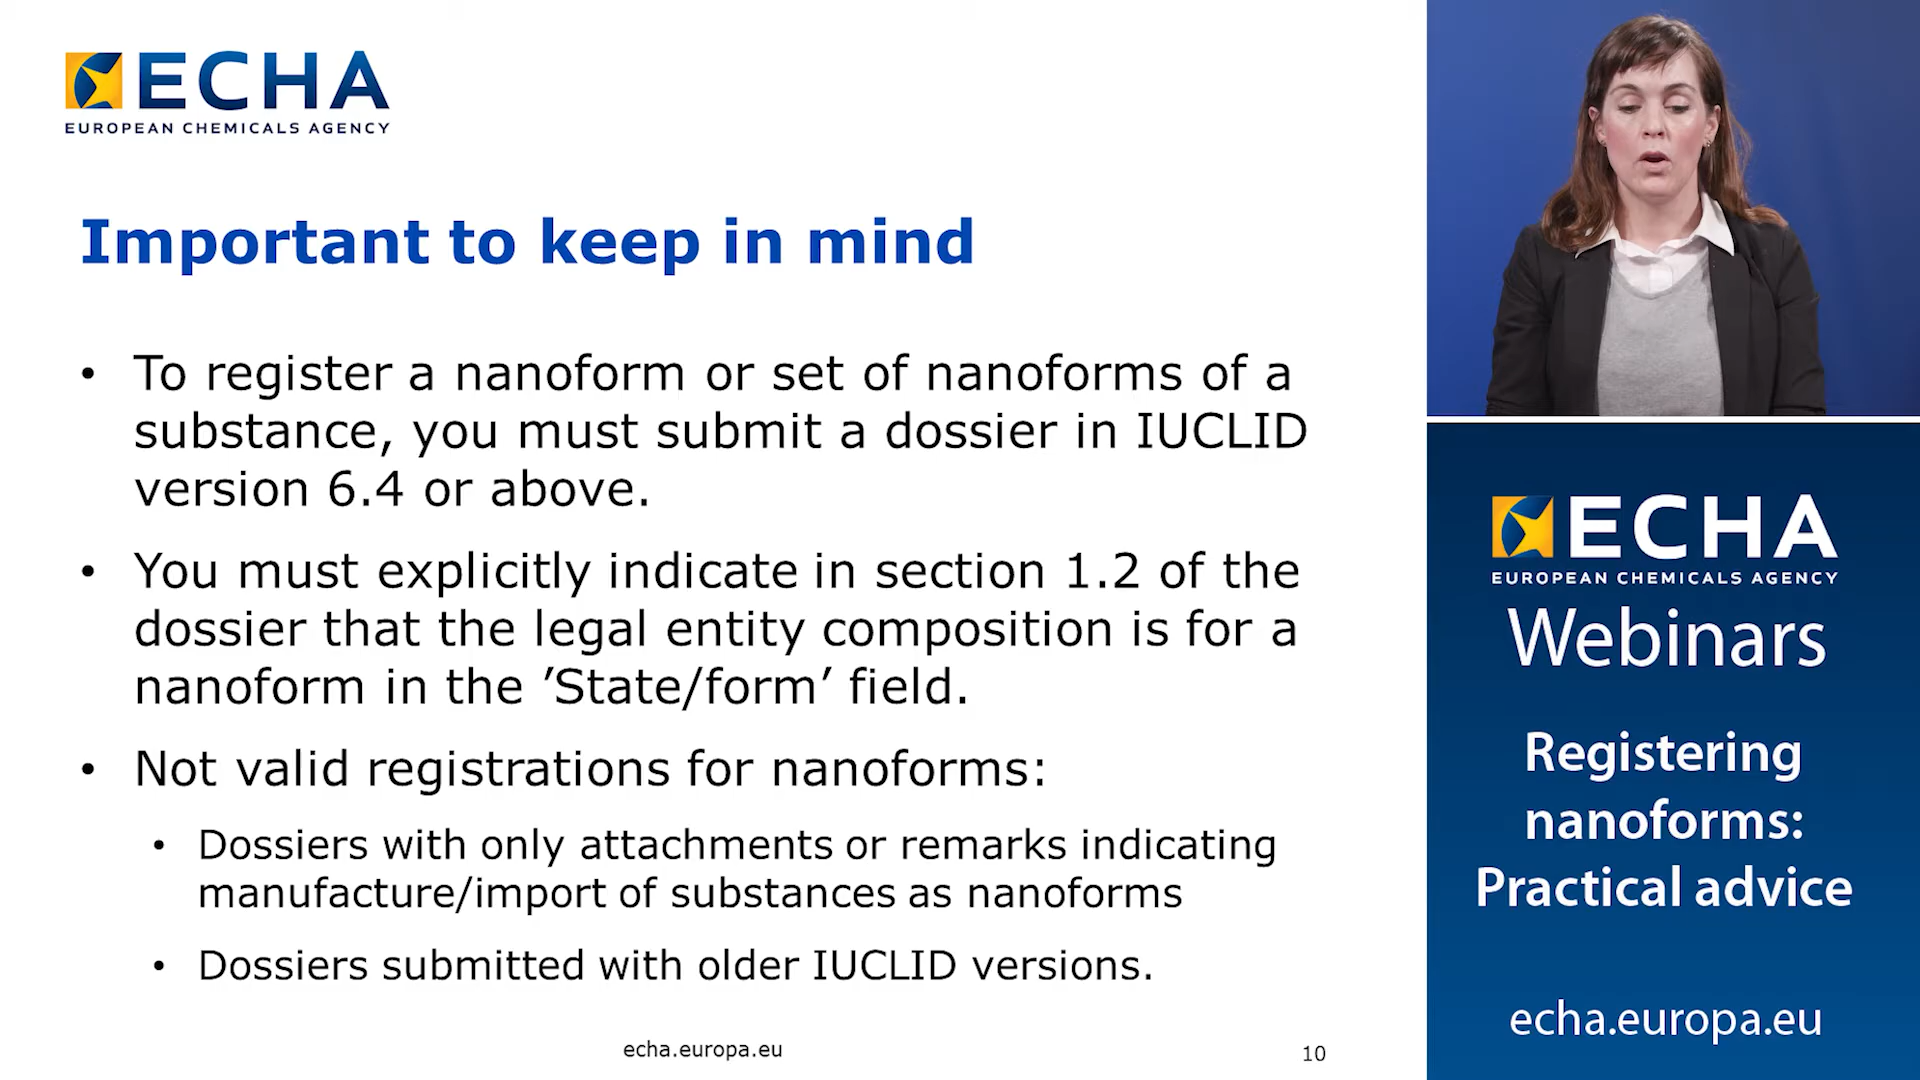 ECHA
EUROPEAN CHEMICALS AGENCY
Important to keep in mind
• To register a nanoform or set of nanoforms of a
substance, you must submit a dossier in IUCLID
version 6.4 or above.
• You must explicitly indicate in section 1.2 of the
dossier that the legal entity composition is for a
nanoform in the ’State/form’ field.
• Not valid registrations for nanoforms:
• Dossiers with only attachments or remarks indicating
manufacture/import of substances as nanoforms
• Dossiers submitted with older IUCLID versions.
echa.europa.eu
10
ECHA
EUROPEAN CHEMICALS AGENCY
Webinars
Registering
nanoforms:
Practical advice
echa.europa.eu